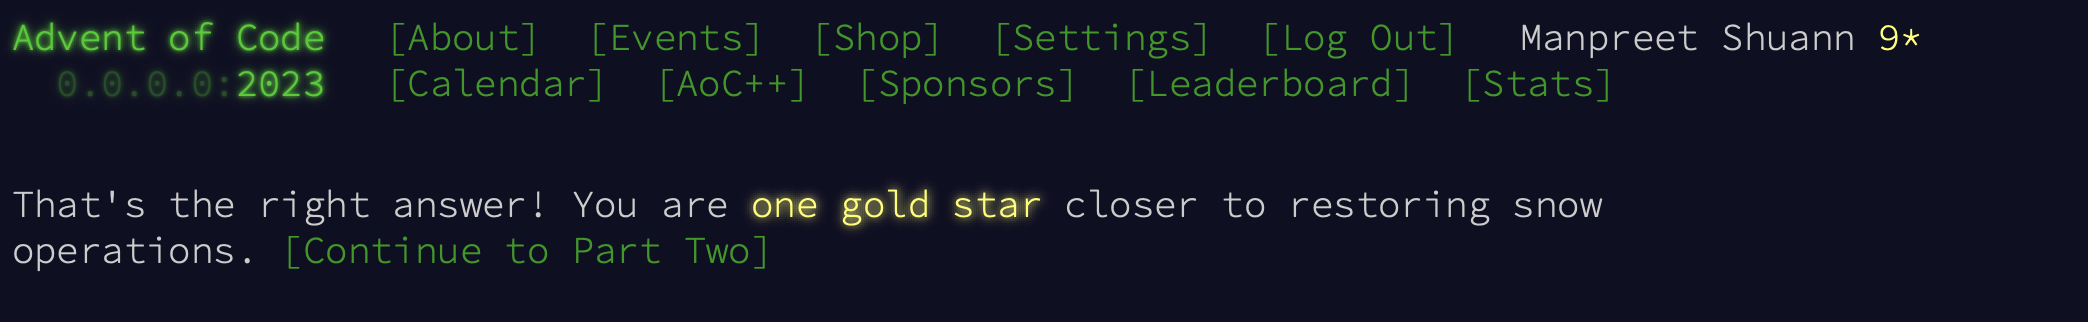 Advent of Code [About] [Events] [Shop] [Settings] [Log Out] Manpreet Shuann 9*
0.0.0.0:2023 [Calendar] [AoC++] [Sponsors] [Leaderboard] [Stats]
That's the right answer! You are one gold star closer to restoring snow
operations. [Continue to Part Two]